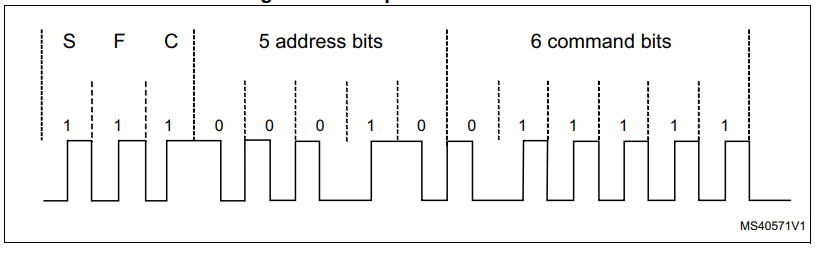 S F C 5 address bits 6 command bits
1 1 1 0 0 0 1 0 0 1 1 1 1 1
MS40571V1